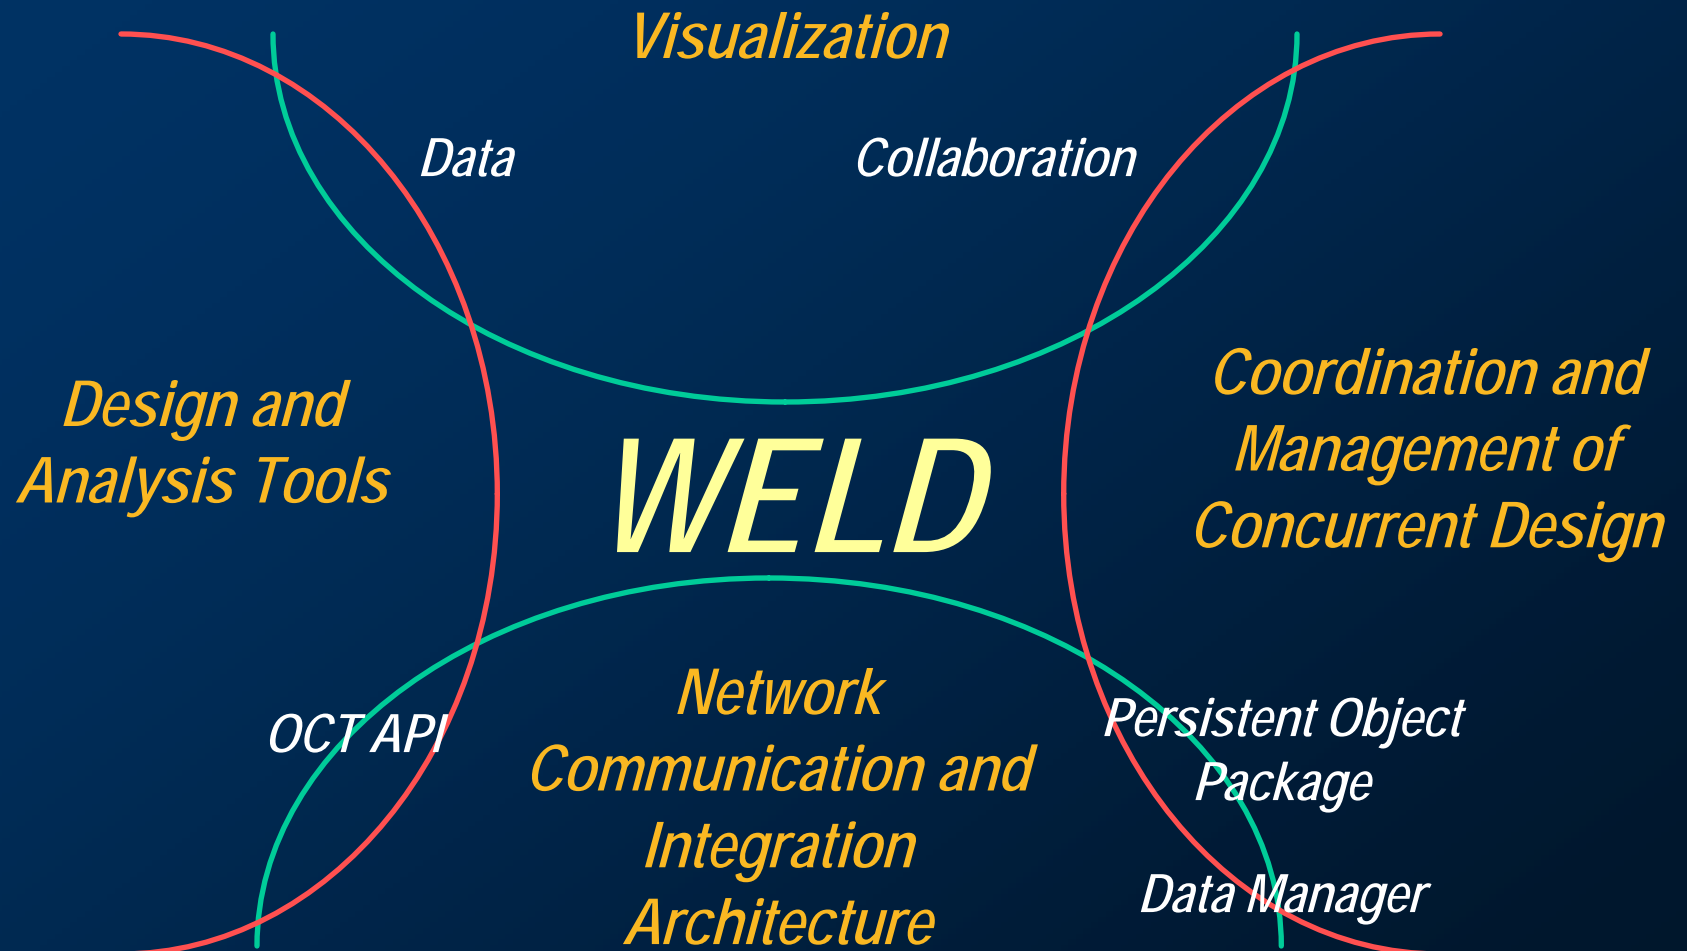 Visualization
Data
Collaboration
Design and
Analysis Tools
WELD
Coordination and
Management of
Concurrent Design
OCT API
Network
Communication and
Integration
Architecture
Persistent Object
Package
Data Manager